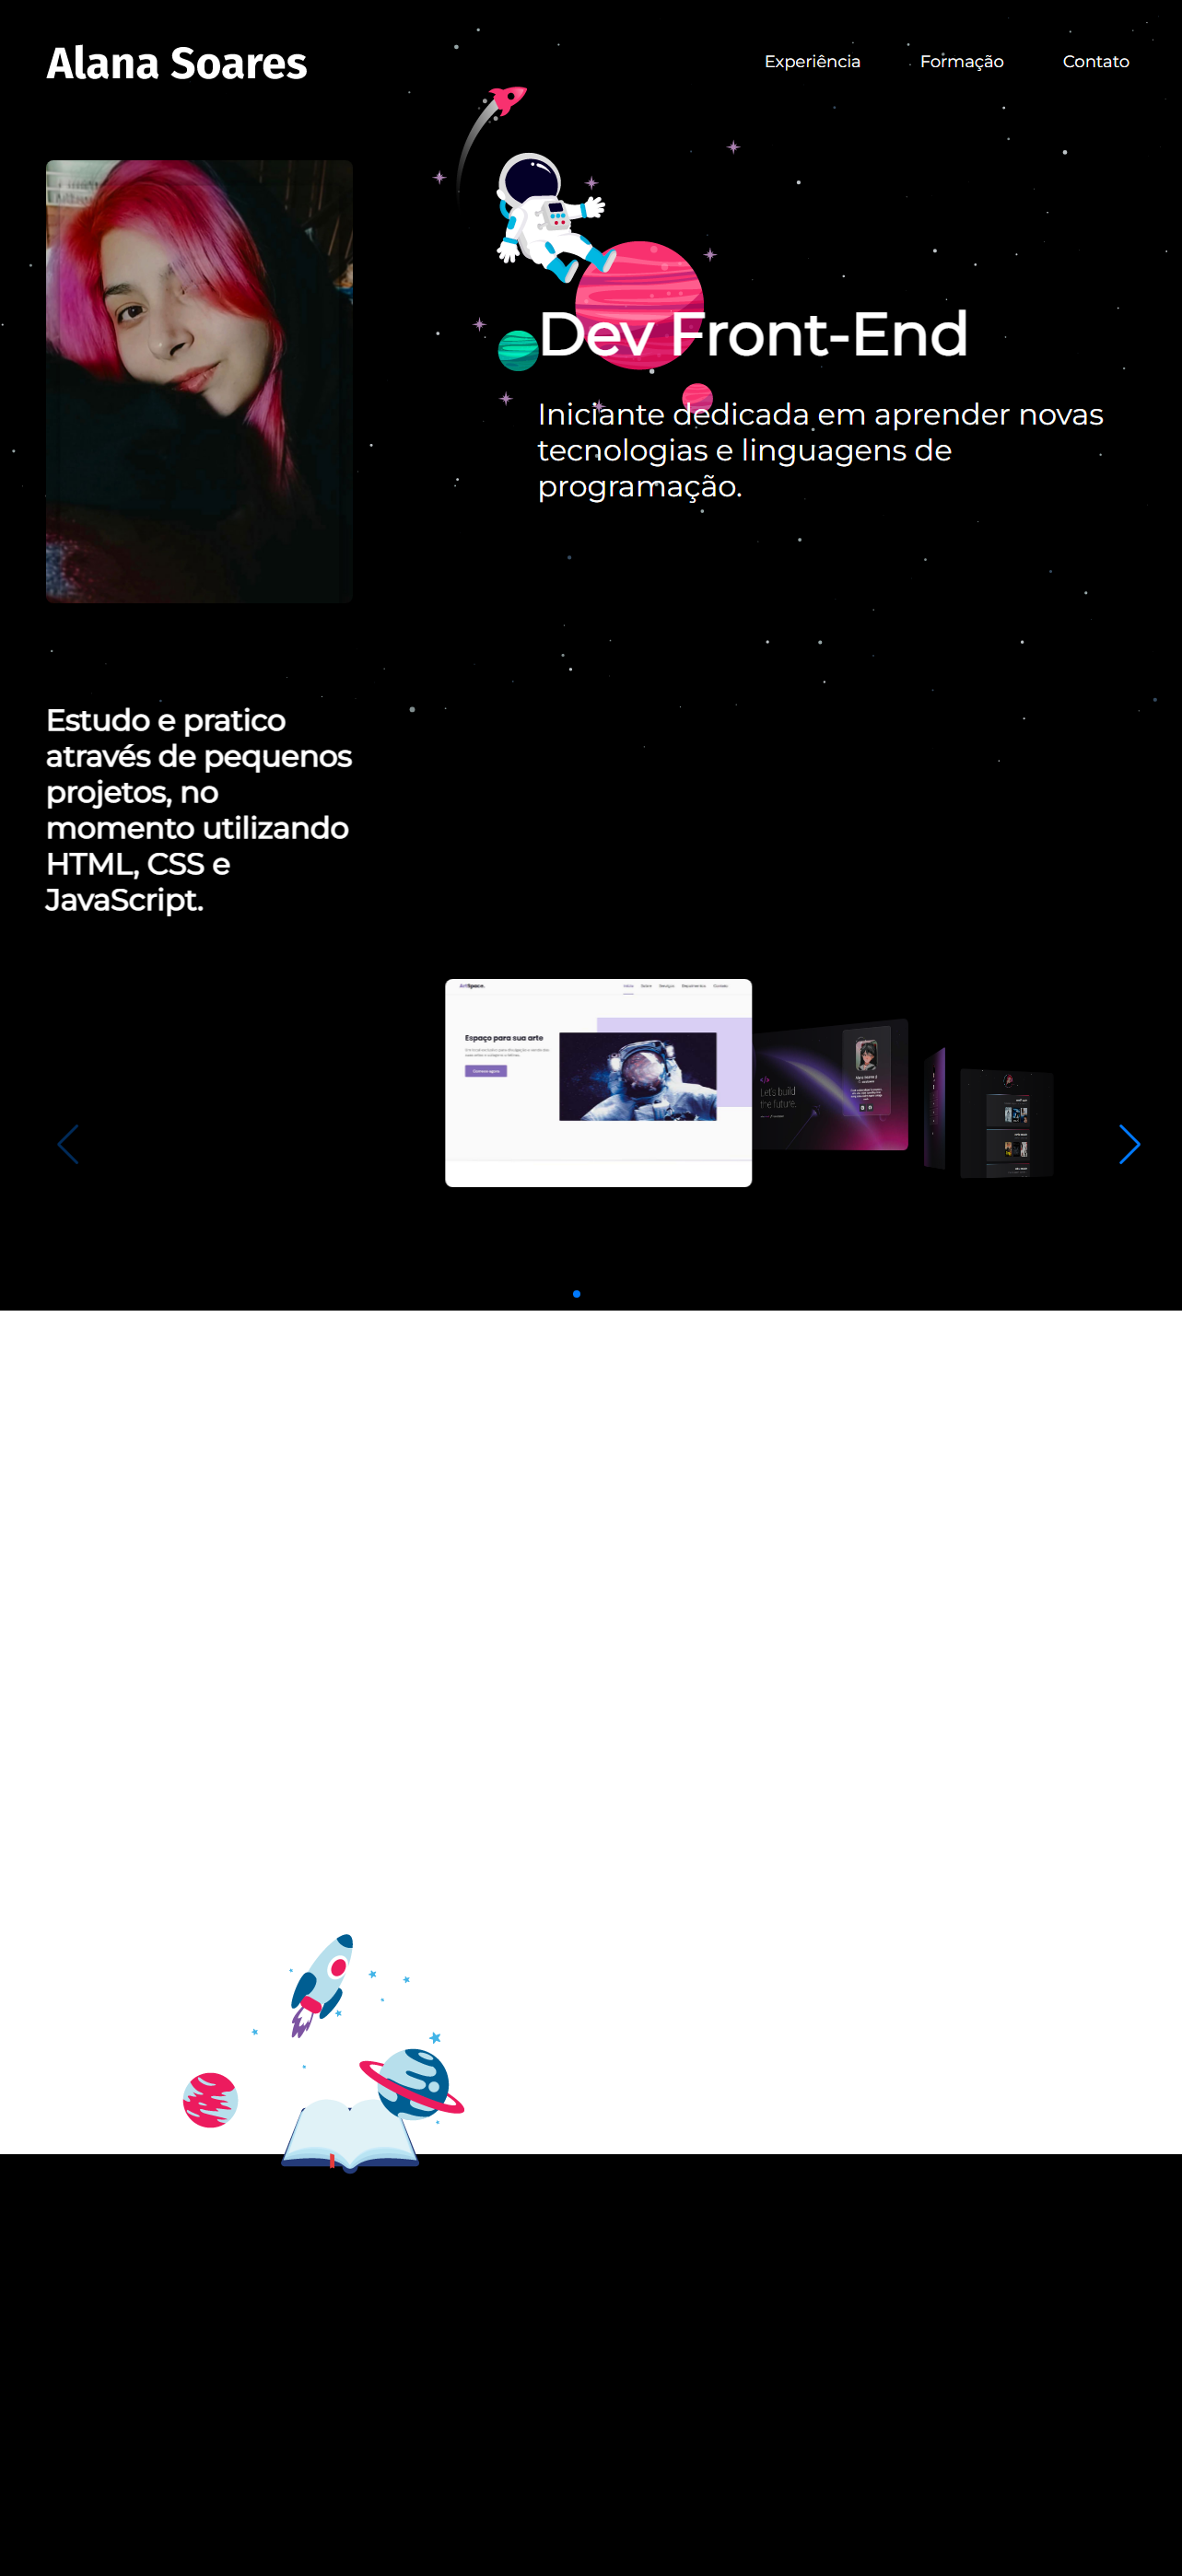 Alana Soares
Experiência
Formação
Contato
Dev Front-End
Iniciante dedicada em aprender novas
tecnologias e linguagens de
programação.
Estudo e pratico
através de pequenos
projetos, no
momento utilizando
HTML, CSS e
JavaScript.
ArtSpace.
Espaço para sua arte
Let's build
the future.